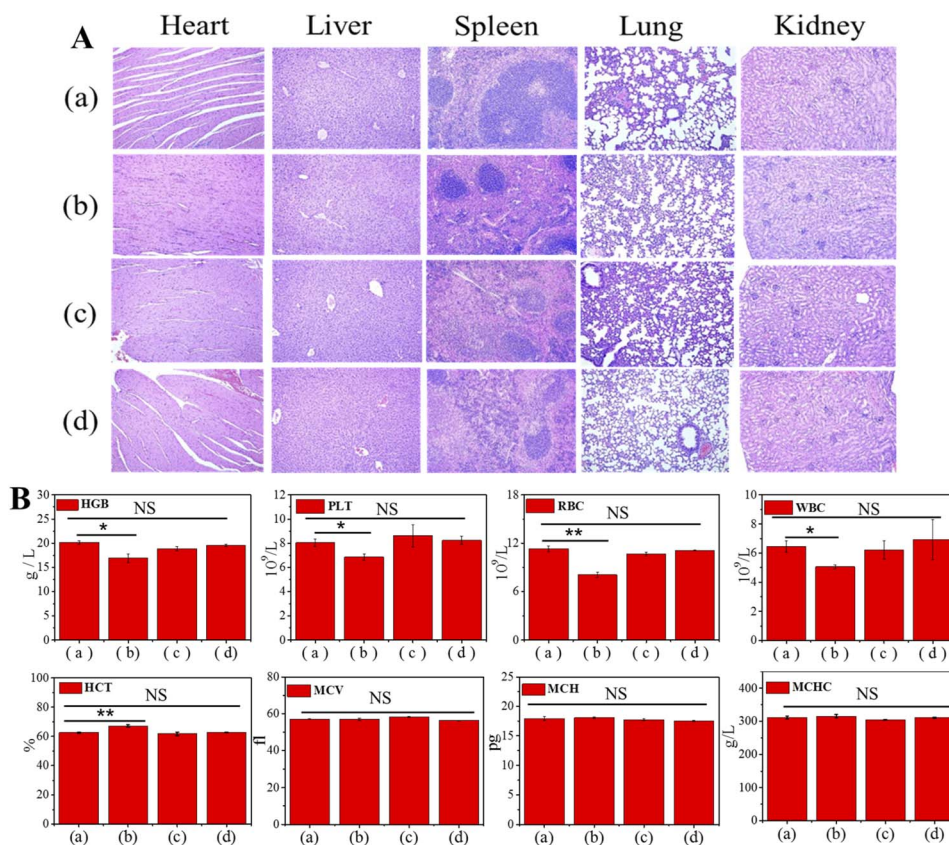 A
Heart Liver Spleen Lung Kidney
(a)
(b)
(c)
(d)
B
HGB
NS
*
g/L
30
25
20
15
10
5
0
(a) (b) (c) (d)
PLT
NS
*
10⁹/L
12
10
8
6
4
2
0
(a) (b) (c) (d)
RBC
NS
**
10⁹/L
15
12
9
6
3
0
(a) (b) (c) (d)
WBC
NS
*
10⁹/L
10
8
6
4
2
0
(a) (b) (c) (d)
HCT
NS
**
%
100
80
60
40
20
0
(a) (b) (c) (d)
MCV
NS
fl
80
60
40
20
0
(a) (b) (c) (d)
MCH
NS
pg
25
20
15
10
5
0
(a) (b) (c) (d)
MCHC
NS
g/L
400
300
200
100
0
(a) (b) (c) (d)